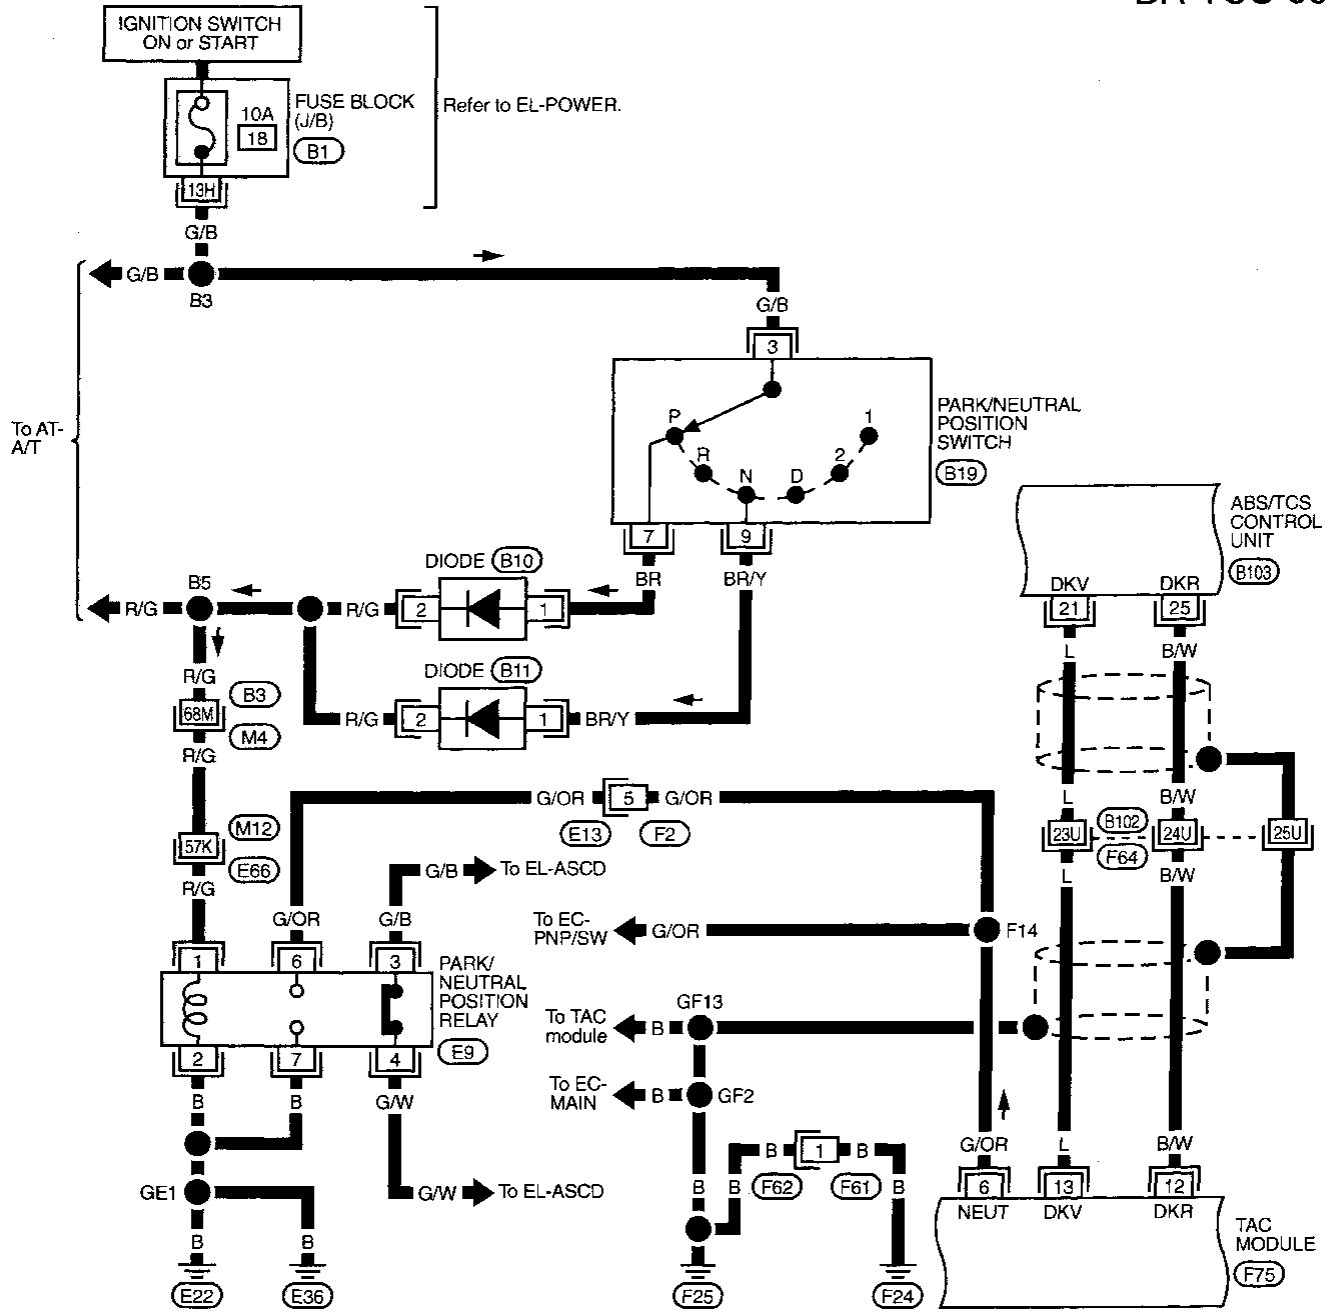 IGNITION SWITCH
ON or START
10A
18
FUSE BLOCK
(J/B)
B1
Refer to EL-POWER.
13H
G/B
G/B
B3
G/B
3
To AT-
A/T
P
R
N
D
2
1
PARK/NEUTRAL
POSITION
SWITCH
B19
7
9
BR
BR/Y
ABS/TCS
CONTROL
UNIT
B103
DKV
DKR
21
25
L
B/W
DIODE B10
B5
R/G
R/G
2
1
DIODE B11
R/G
2
1
BR/Y
R/G
68M
B3
M4
R/G
57K
M12
E66
R/G
G/OR
5
G/OR
E13
F2
L
B/W
23U
B102
F64
24U
25U
L
B/W
G/B
To EL-ASCD
G/OR
G/B
To EC-
PNP/SW
G/OR
F14
1
6
3
PARK/
NEUTRAL
POSITION
RELAY
E9
2
7
4
GF13
To TAC
module
B
To EC-
MAIN
B
GF2
B
B
G/W
G/W
To EL-ASCD
GE1
B
B
E22
E36
B
1
B
F62
F61
B
B
B
F25
F24
G/OR
L
B/W
6
13
12
NEUT
DKV
DKR
TAC
MODULE
F75